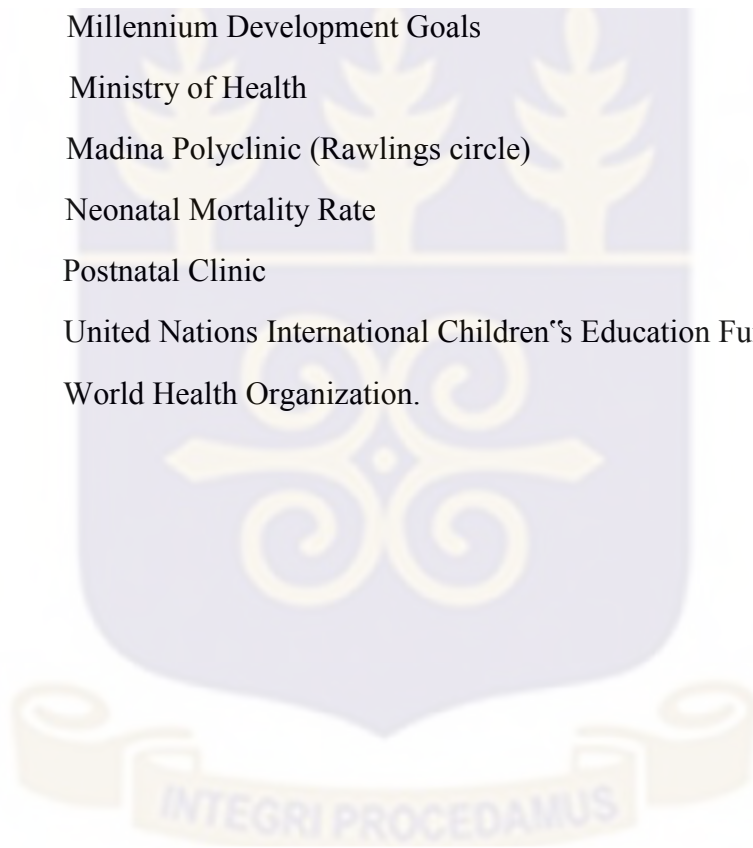 Millennium Development Goals
Ministry of Health
Madina Polyclinic (Rawlings circle)
Neonatal Mortality Rate
Postnatal Clinic
United Nations International Children‟s Education
World Health Organization.
INTEGRI PROCEDAMUS